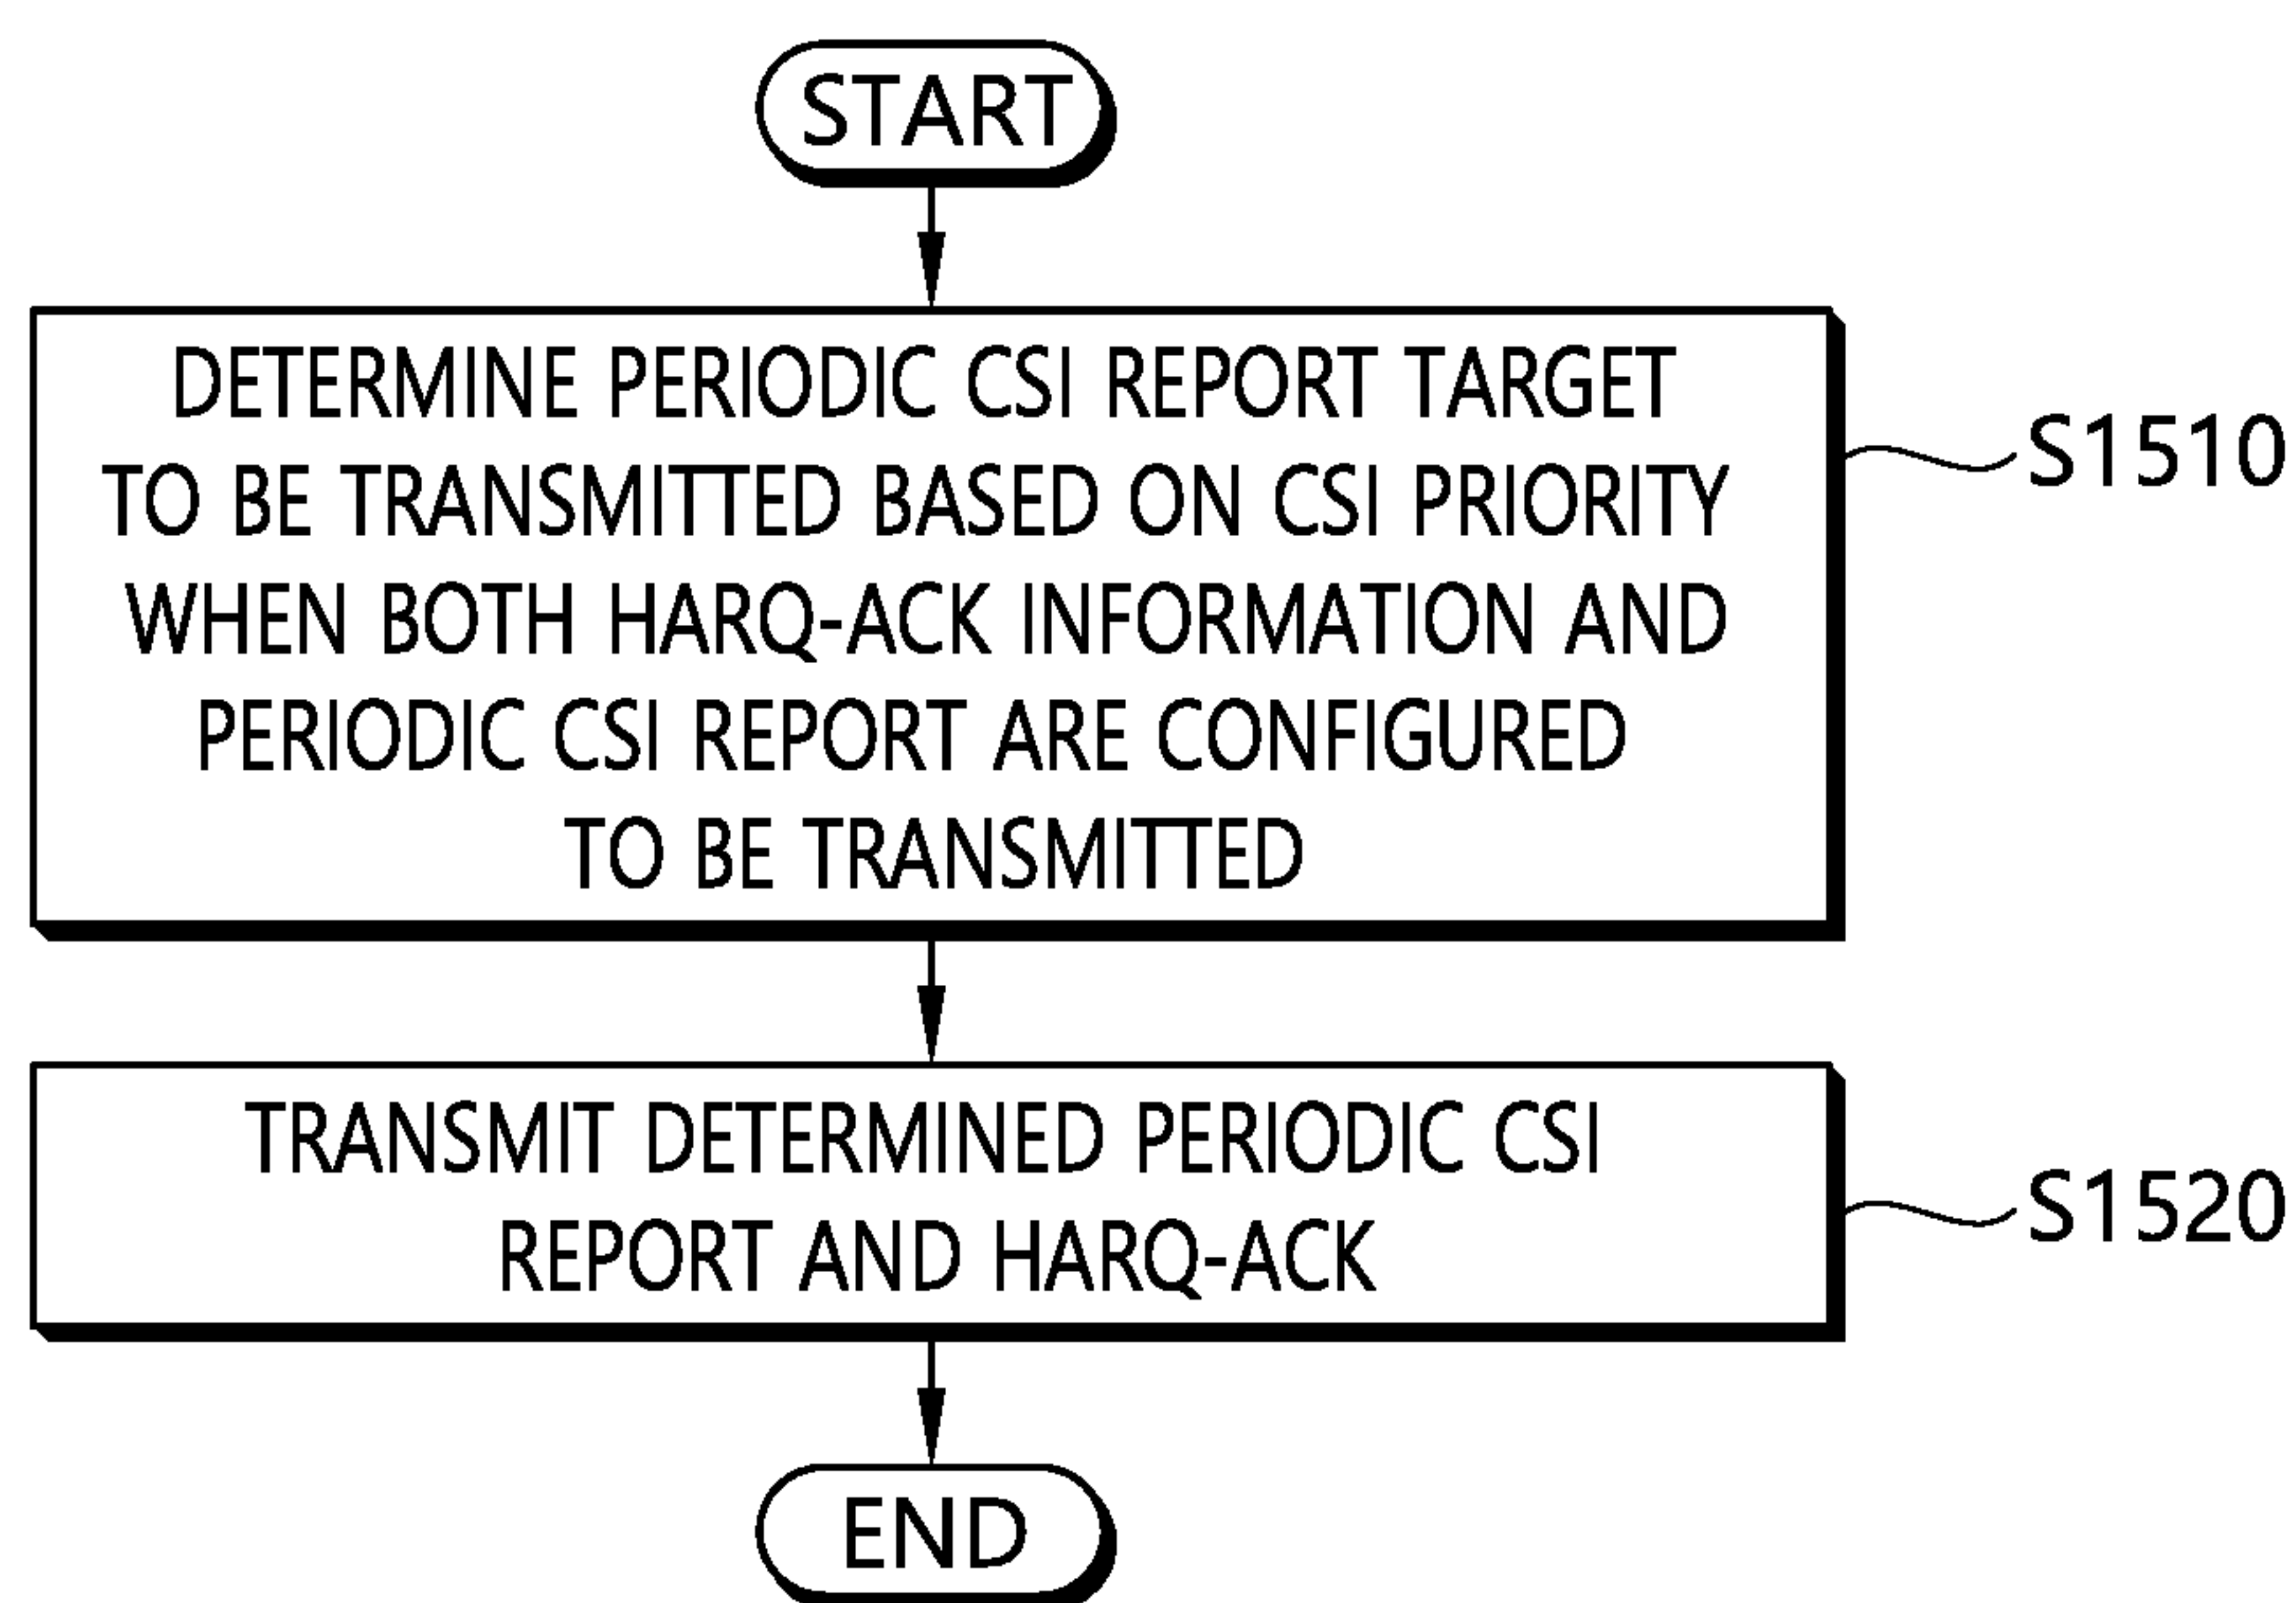 START
DETERMINE PERIODIC CSI REPORT TARGET
TO BE TRANSMITTED BASED ON CSI PRIORITY
WHEN BOTH HARQ-ACK INFORMATION AND
PERIODIC CSI REPORT ARE CONFIGURED
TO BE TRANSMITTED
S1510
TRANSMIT DETERMINED PERIODIC CSI
REPORT AND HARQ-ACK
S1520
END